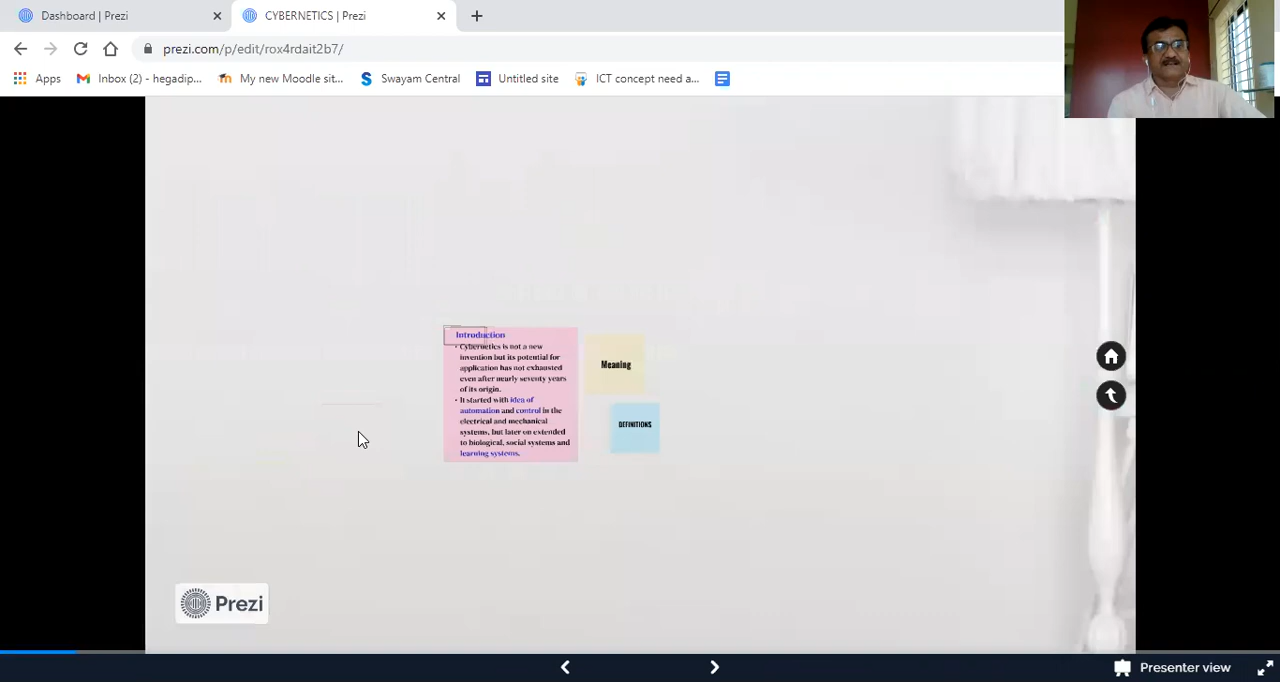 Dashboard | Prezi
CYBERNETICS | Prezi
prezi.com/p/edit/rox4rdait2b7/
Apps
Inbox (2) - hegadip...
My new Moodle sit...
Swayam Central
Untitled site
ICT concept need a...
Introduction
• Cybernetics is not a new
invention but its potential for
application has not exhausted
even after nearly seventy years
of its origin.
• It started with idea of
automation and control in the
electrical and mechanical
systems, but later on extended
to biological, social systems and
learning systems.
Meaning
DEFINITIONS
Prezi
Presenter view